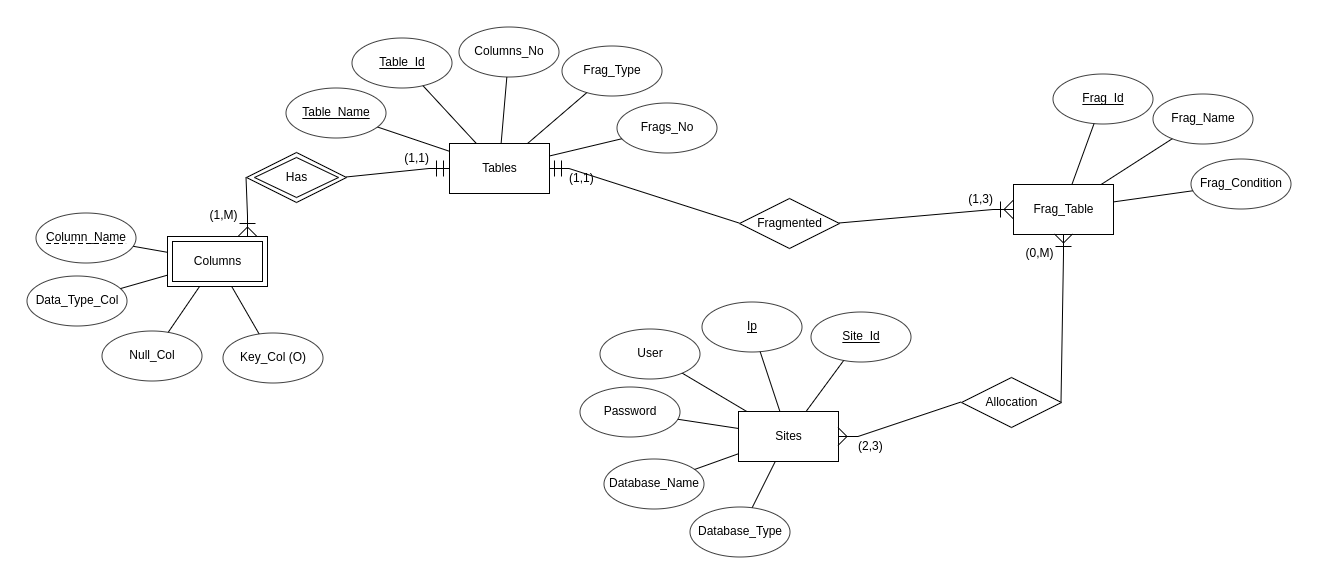 Table_Id
Columns_No
Frag_Type
Table_Name
Frags_No
Frag_Id
Frag_Name
Frag_Condition
(1,1)
Tables
(1,1)
Has
(1,M)
Column_Name
Columns
Data_Type_Col
Null_Col
Key_Col (O)
Fragmented
(1,3)
Frag_Table
(0,M)
Ip
Site_Id
User
Password
Sites
Database_Name
Database_Type
(2,3)
Allocation